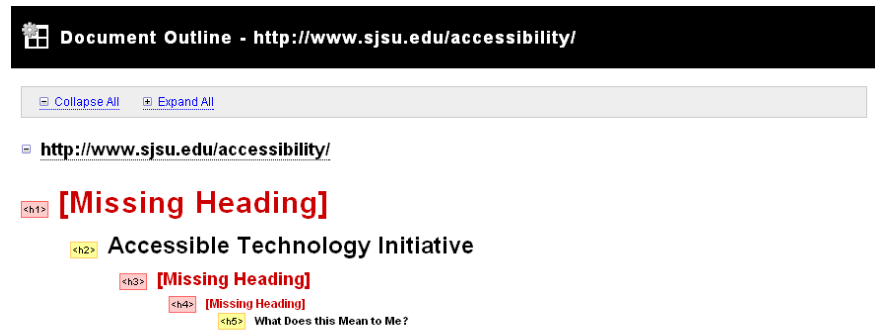 Document Outline - http://www.sjsu.edu/accessibility/
Collapse All Expand All
http://www.sjsu.edu/accessibility/
<h1> [Missing Heading]
<h2> Accessible Technology Initiative
<h3> [Missing Heading]
<h4> [Missing Heading]
<h5> What Does this Mean to Me?